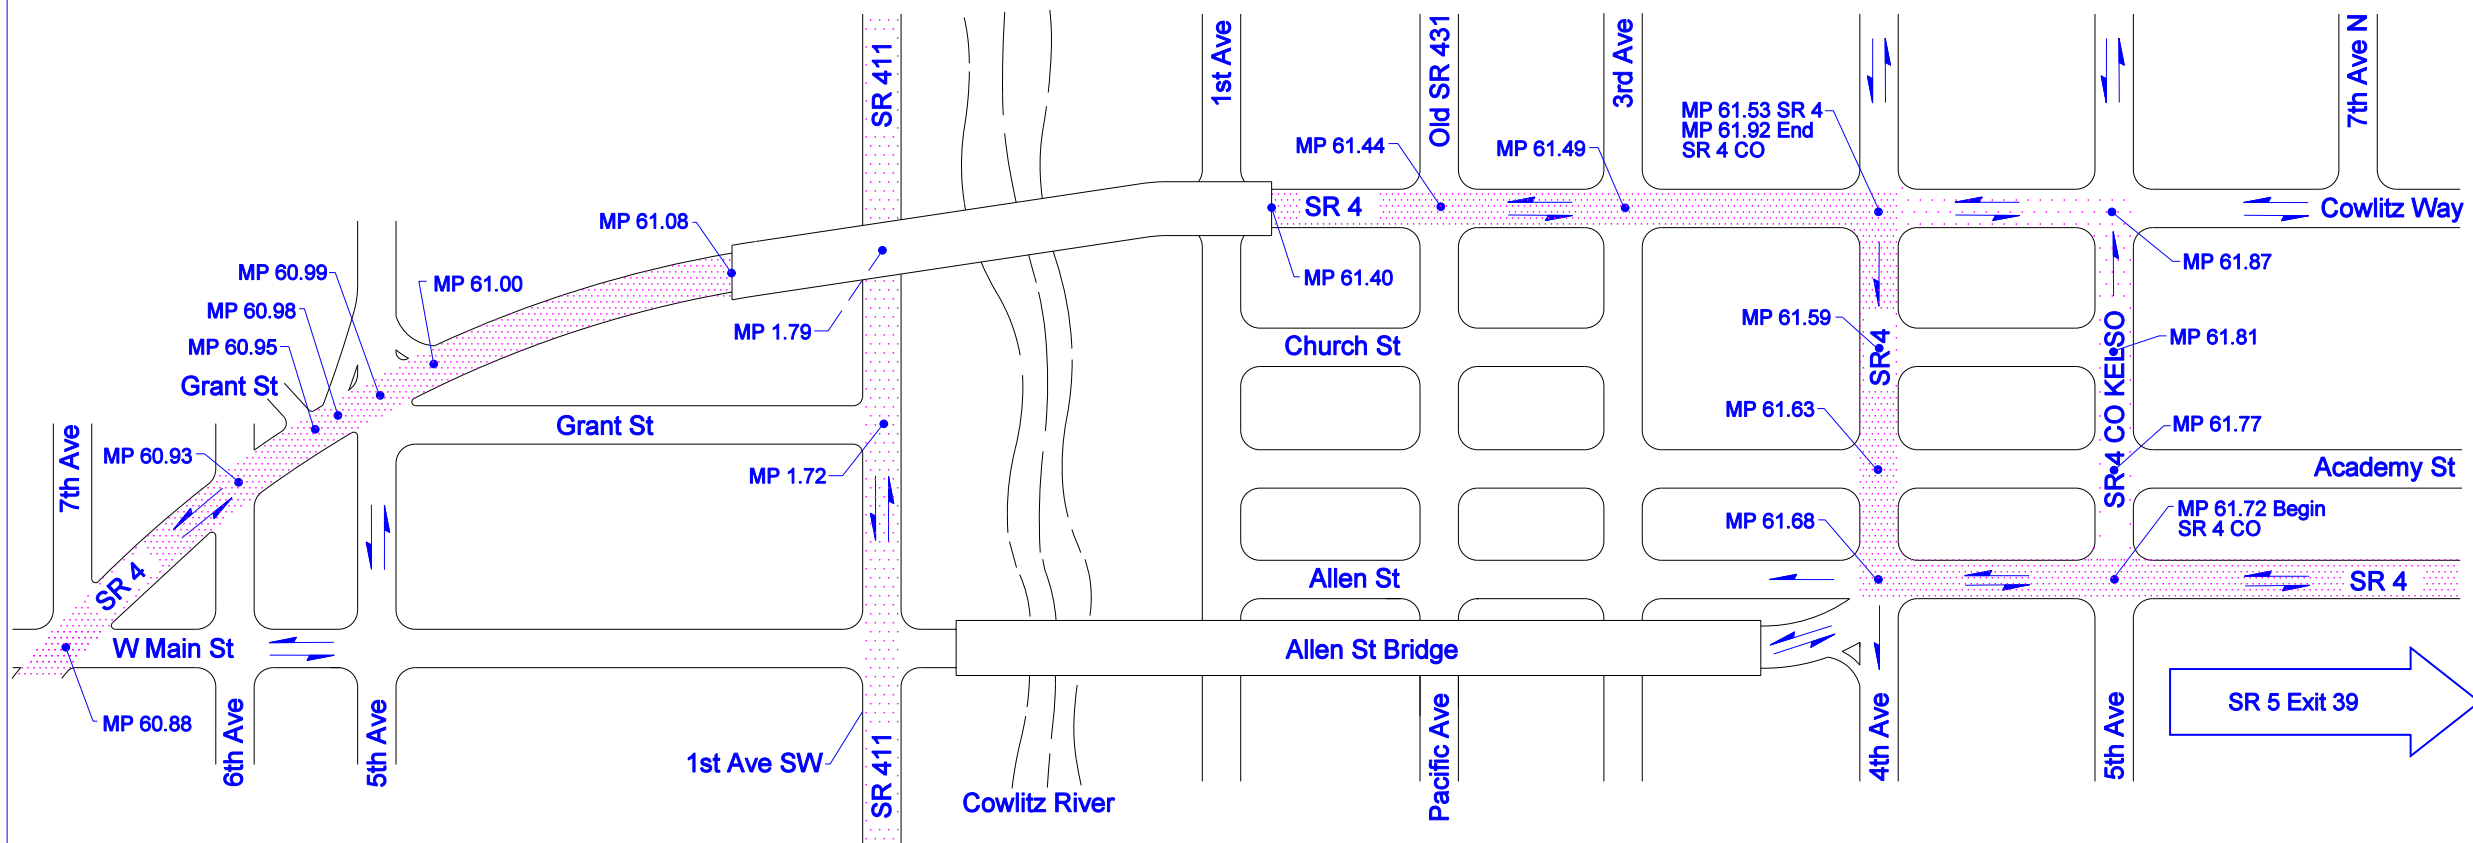 SR 411
1st Ave
Old SR 431
3rd Ave
7th Ave N
MP 61.53 SR 4
MP 61.92 End
SR 4 CO
MP 61.44
MP 61.49
SR 4
Cowlitz Way
MP 61.08
MP 60.99
MP 61.00
MP 60.98
MP 60.95
Grant St
MP 1.79
MP 61.40
MP 61.87
Church St
MP 61.59
SR 4
MP 61.81
SR 4 CO KELSO
7th Ave
MP 60.93
Grant St
MP 1.72
MP 61.63
MP 61.77
Academy St
MP 61.68
MP 61.72 Begin
SR 4 CO
SR 4
Allen St
SR 4
W Main St
Allen St Bridge
MP 60.88
6th Ave
5th Ave
1st Ave SW
SR 411
Cowlitz River
Pacific Ave
4th Ave
5th Ave
SR 5 Exit 39